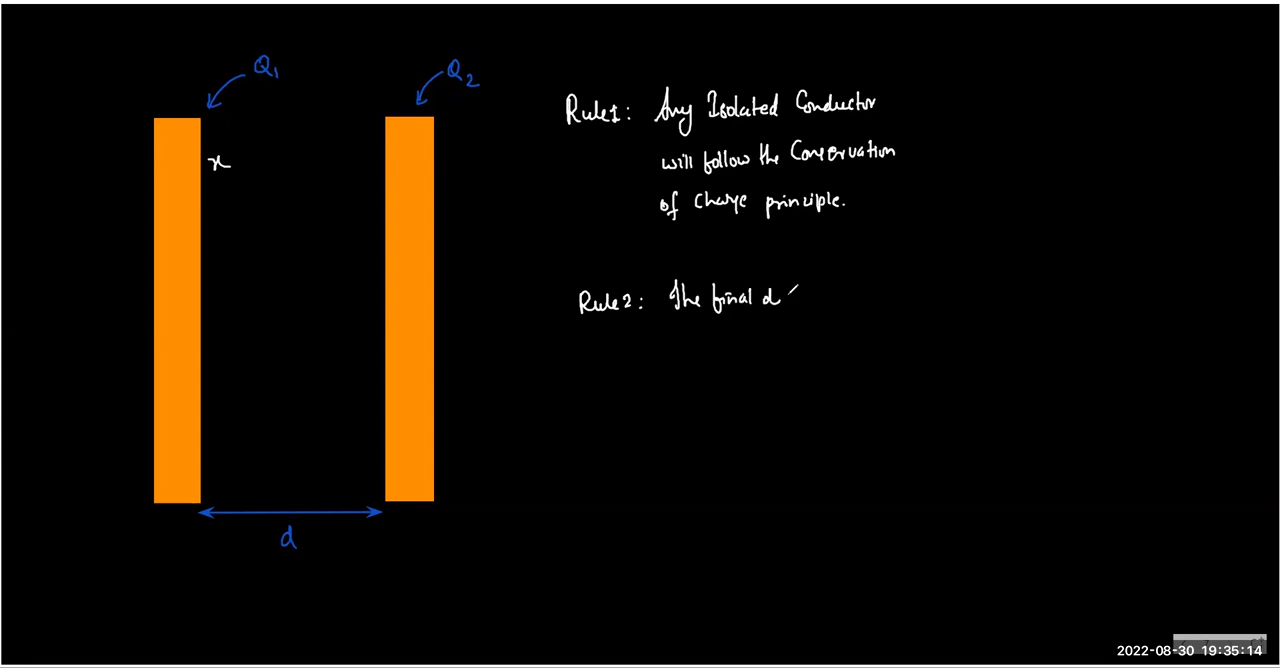 Q1
Q2
x
Rule1: Any Isolated Conductor
will follow the Conservation
of Charge principle.
Rule2: The final d
d
2022-08-30 19:35:14